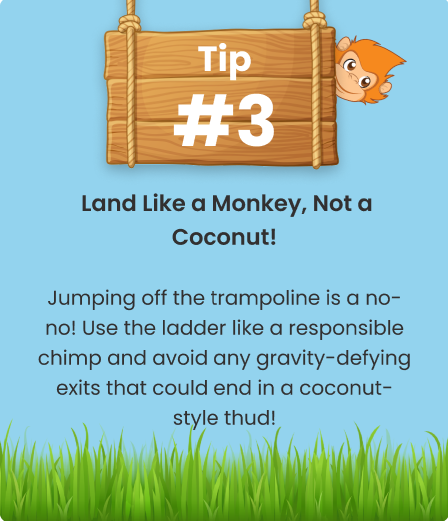 Tip
#3
Land Like a Monkey, Not a
Coconut!
Jumping off the trampoline is a no-
no! Use the ladder like a responsible
chimp and avoid any gravity-defying
exits that could end in a coconut-
style thud!